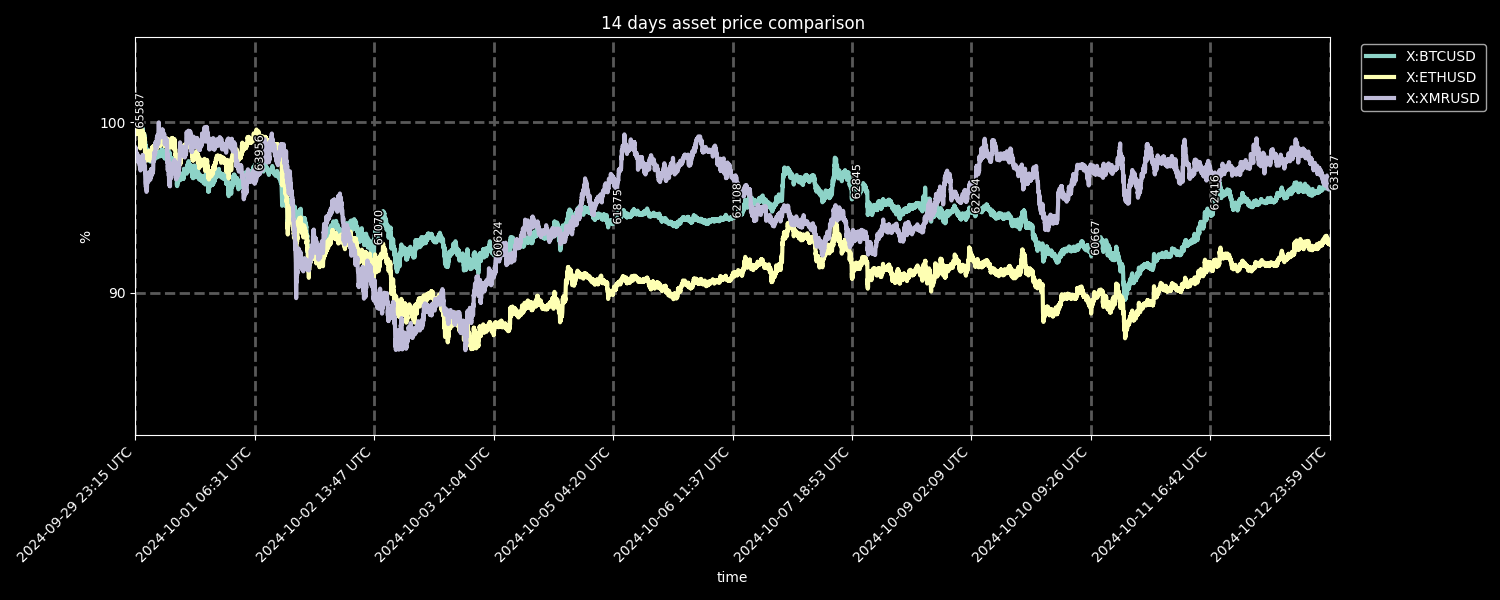 14 days asset price comparison
X:BTCUSD
X:ETHUSD
X:XMRUSD
%
100
90
65587
63956
61070
60624
61875
62108
62845
62294
60667
62416
63187
2024-09-29 23:15 UTC
2024-10-01 06:31 UTC
2024-10-02 13:47 UTC
2024-10-03 21:04 UTC
2024-10-05 04:20 UTC
2024-10-06 11:37 UTC
2024-10-07 18:53 UTC
2024-10-09 02:09 UTC
2024-10-10 09:26 UTC
2024-10-11 16:42 UTC
2024-10-12 23:59 UTC
time